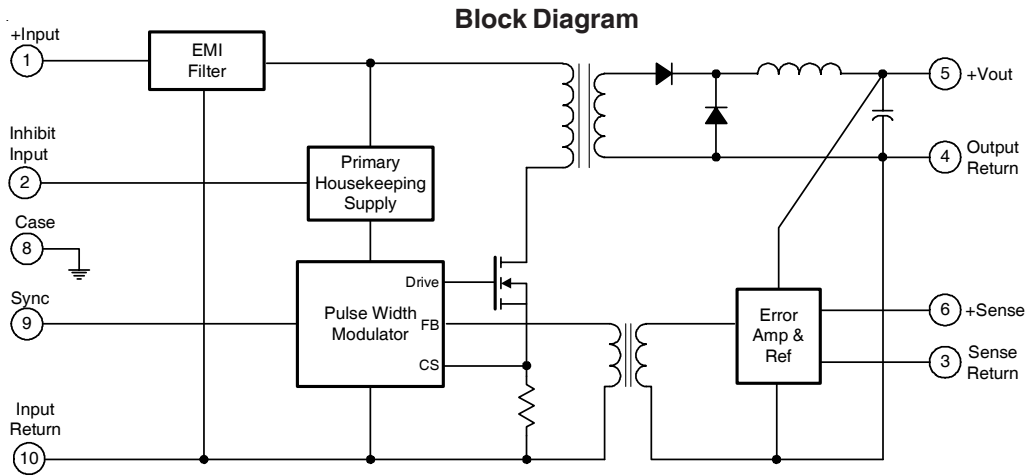 Block Diagram
+Input
1
EMI
Filter
5
+Vout
Inhibit
Input
2
Primary
Housekeeping
Supply
4
Output
Return
Case
8
Drive
Sync
9
Pulse Width
Modulator
FB
CS
Error
Amp &
Ref
6
+Sense
3
Sense
Return
Input
Return
10